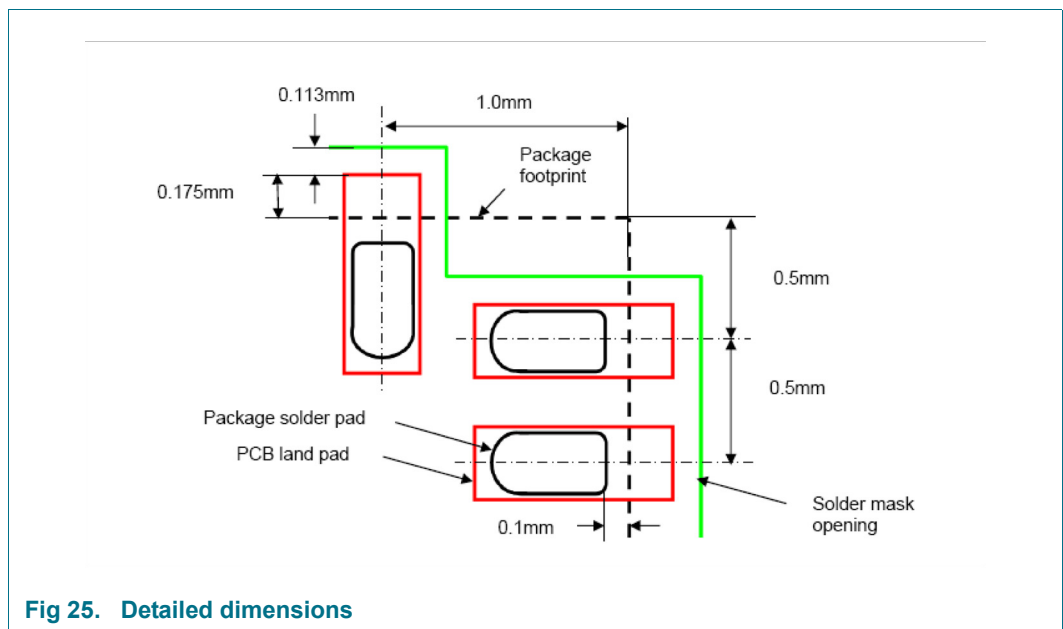 0.113mm
1.0mm
Package
footprint
0.175mm
0.5mm
0.5mm
Package solder pad
PCB land pad
Solder mask
opening
0.1mm
Fig 25. Detailed dimensions